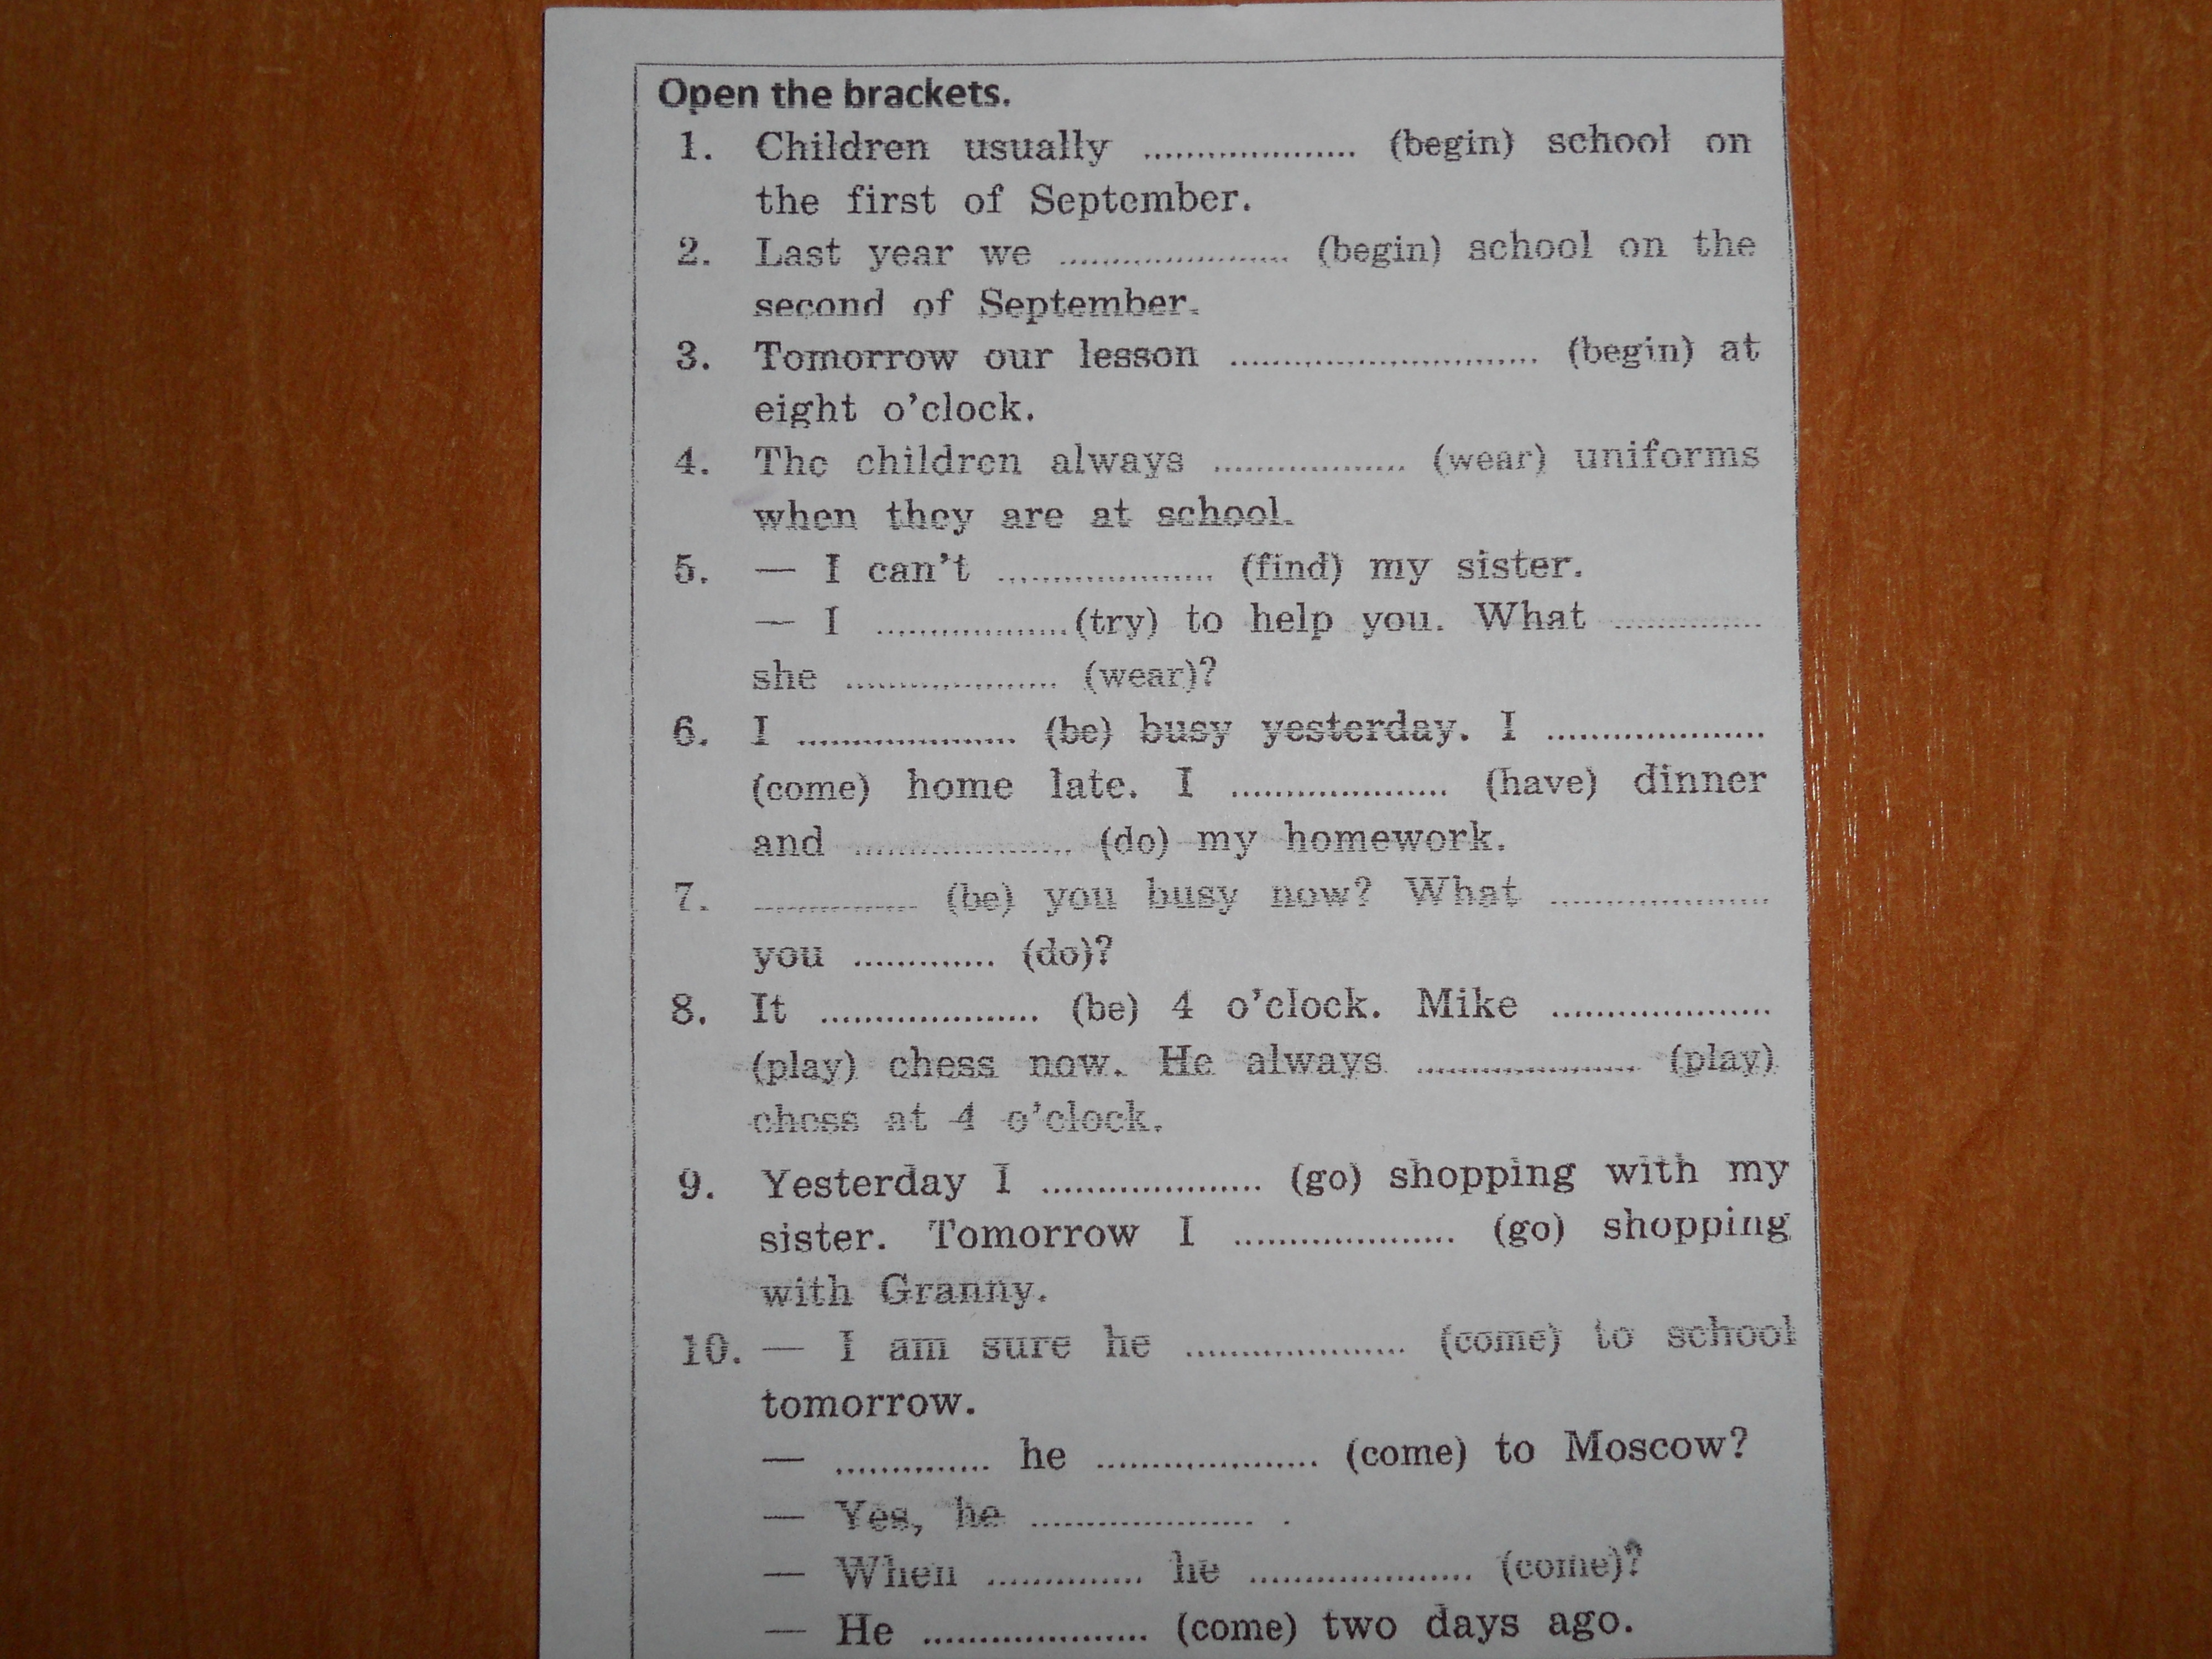 Open the brackets.
1. Children usually .................... (begin) school on
the first of September.
2. Last year we ...................... (begin) school on the
second of September.
3. Tomorrow our lesson ............................. (begin) at
eight o'clock.
4. The children always .................. (wear) uniforms
when they are at school.
5. — I can't .................... (find) my sister.
— I ..................(try) to help you. What ..............
she .................... (wear)?
6. I .................... (be) busy yesterday. I ....................
(come) home late. I .................... (have) dinner
and .................... (do) my homework.
7. ............... (be) you busy now? What ....................
you ............. (do)?
8. It .................... (be) 4 o'clock. Mike ....................
(play) chess now. He always .................... (play)
chess at 4 o'clock.
9. Yesterday I .................... (go) shopping with my
sister. Tomorrow I .................... (go) shopping
with Granny.
10. — I am sure he .................... (come) to school
tomorrow.
— .............. he .................... (come) to Moscow?
— Yes, he .................... .
— When .............. he .................... (come)?
— He .................... (come) two days ago.